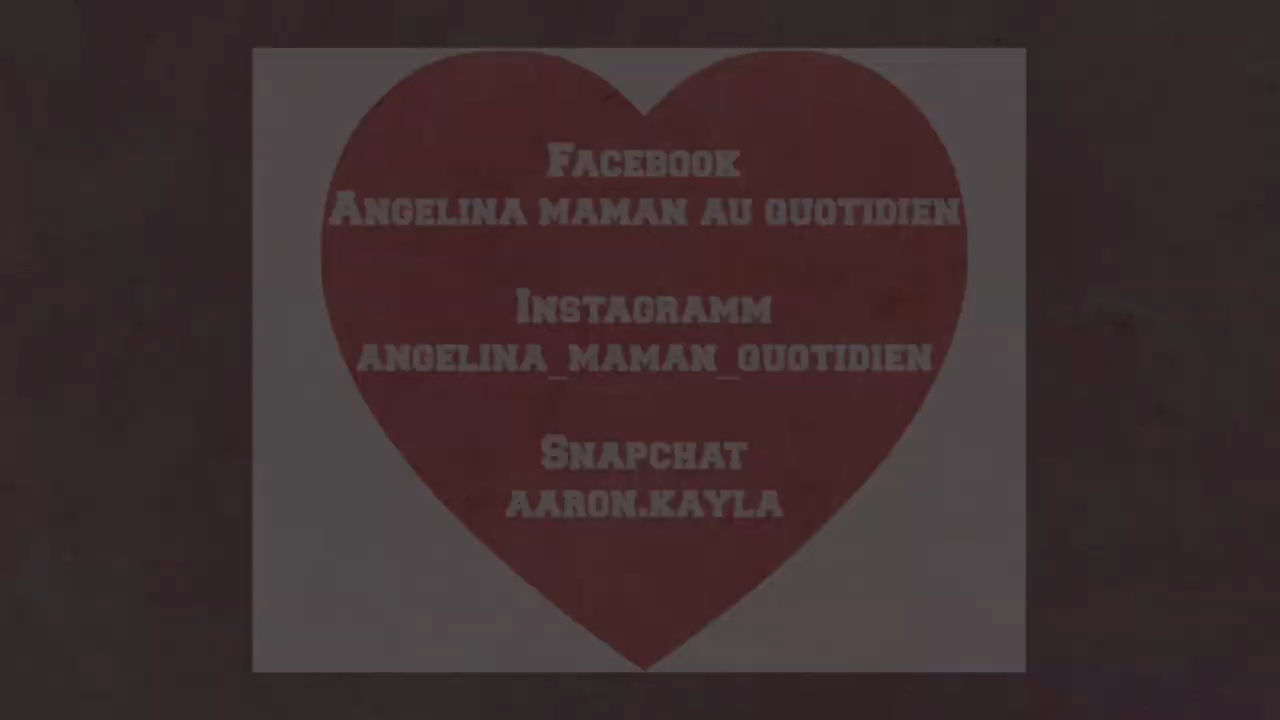 Facebook
Angelina maman au quotidien
Instagramm
angelina_maman_quotidien
Snapchat
aaron.kayla